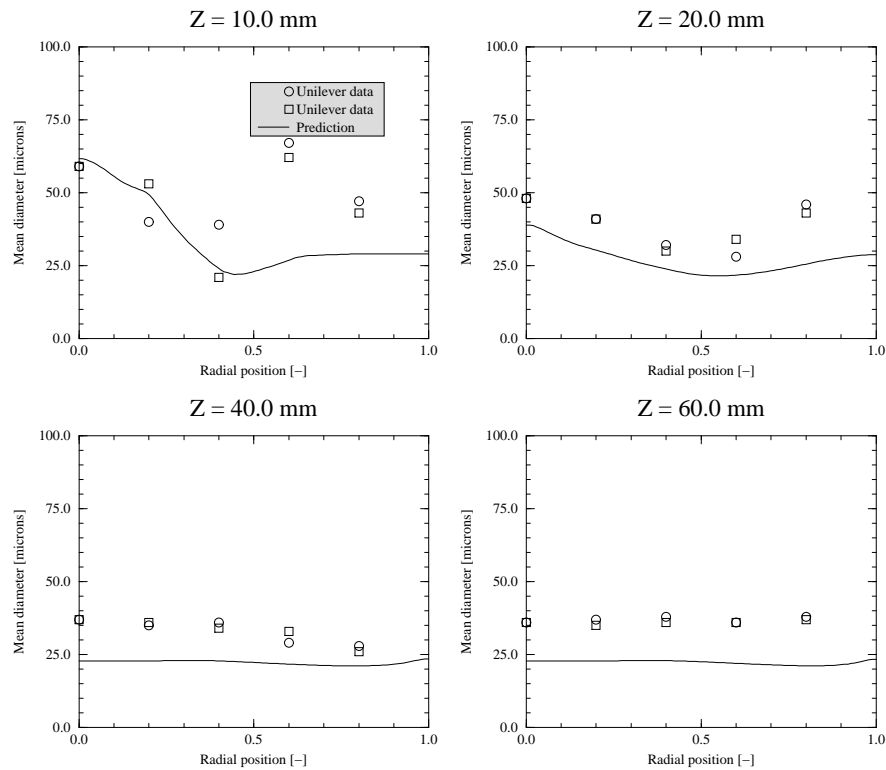 Z = 10.0 mm
100.0
75.0
50.0
25.0
0.0
Mean diameter [microns]
Unilever data
Unilever data
Prediction
0.0 0.5 1.0
Radial position [−]
Z = 20.0 mm
100.0
75.0
50.0
25.0
0.0
Mean diameter [microns]
0.0 0.5 1.0
Radial position [−]
Z = 40.0 mm
100.0
75.0
50.0
25.0
0.0
Mean diameter [microns]
0.0 0.5 1.0
Radial position [−]
Z = 60.0 mm
100.0
75.0
50.0
25.0
0.0
Mean diameter [microns]
0.0 0.5 1.0
Radial position [−]